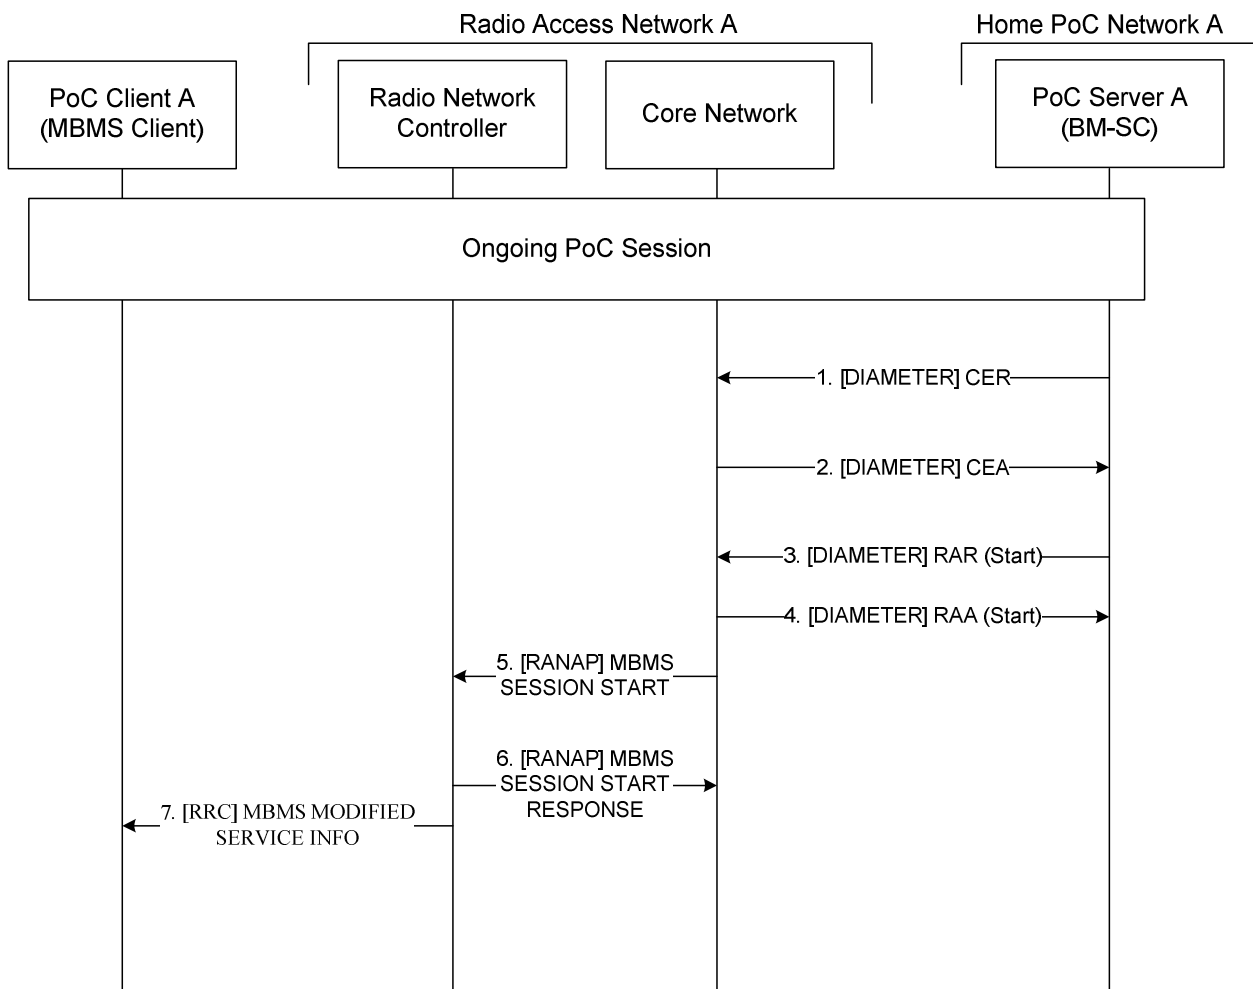 Radio Access Network A
Home PoC Network A
PoC Client A
(MBMS Client)
Radio Network
Controller
Core Network
PoC Server A
(BM-SC)
Ongoing PoC Session
1. [DIAMETER] CER
2. [DIAMETER] CEA
3. [DIAMETER] RAR (Start)
4. [DIAMETER] RAA (Start)
5. [RANAP] MBMS
SESSION START
6. [RANAP] MBMS
SESSION START
RESPONSE
7. [RRC] MBMS MODIFIED
SERVICE INFO